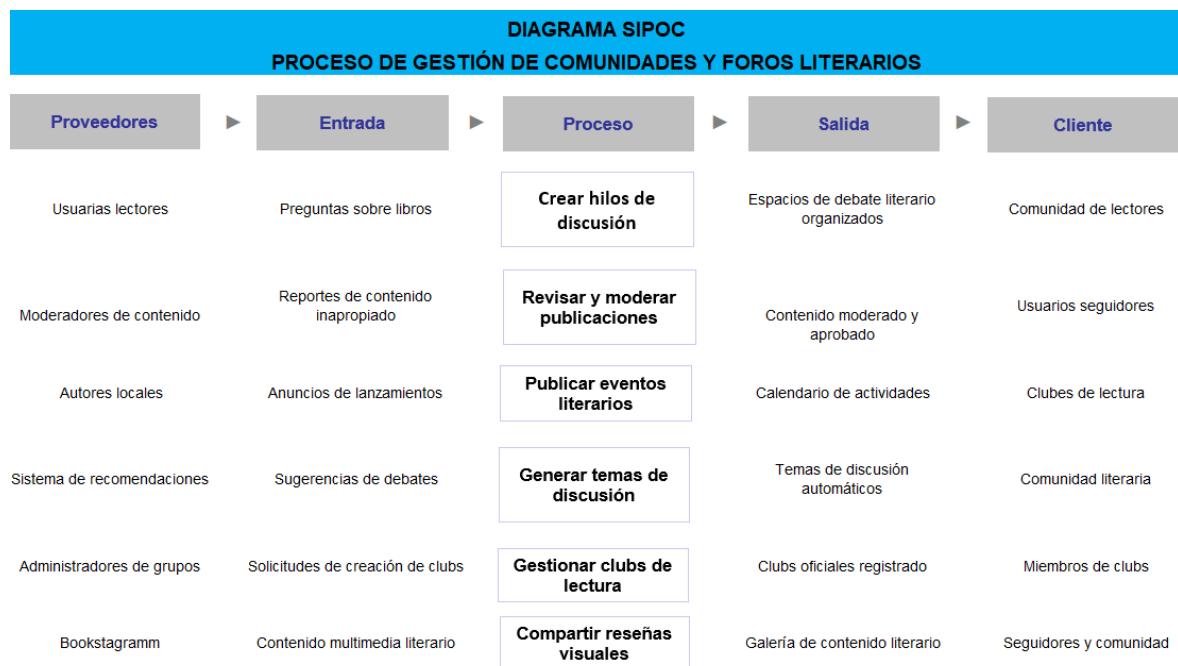 DIAGRAMA SIPOC
PROCESO DE GESTIÓN DE COMUNIDADES Y FOROS LITERARIOS
Proveedores
Entrada
Proceso
Salida
Cliente
Usuarias lectores
Preguntas sobre libros
Crear hilos de
discusión
Espacios de debate literario
organizados
Comunidad de lectores
Moderadores de contenido
Reportes de contenido
inapropiado
Revisar y moderar
publicaciones
Contenido moderado y
aprobado
Usuarios seguidores
Autores locales
Anuncios de lanzamientos
Publicar eventos
literarios
Calendario de actividades
Clubes de lectura
Sistema de recomendaciones
Sugerencias de debates
Generar temas de
discusión
Temas de discusión
automáticos
Comunidad literaria
Administradores de grupos
Solicitudes de creación de clubs
Gestionar clubs de
lectura
Clubs oficiales registrado
Miembros de clubs
Bookstagramm
Contenido multimedia literario
Compartir reseñas
visuales
Galería de contenido literario
Seguidores y comunidad